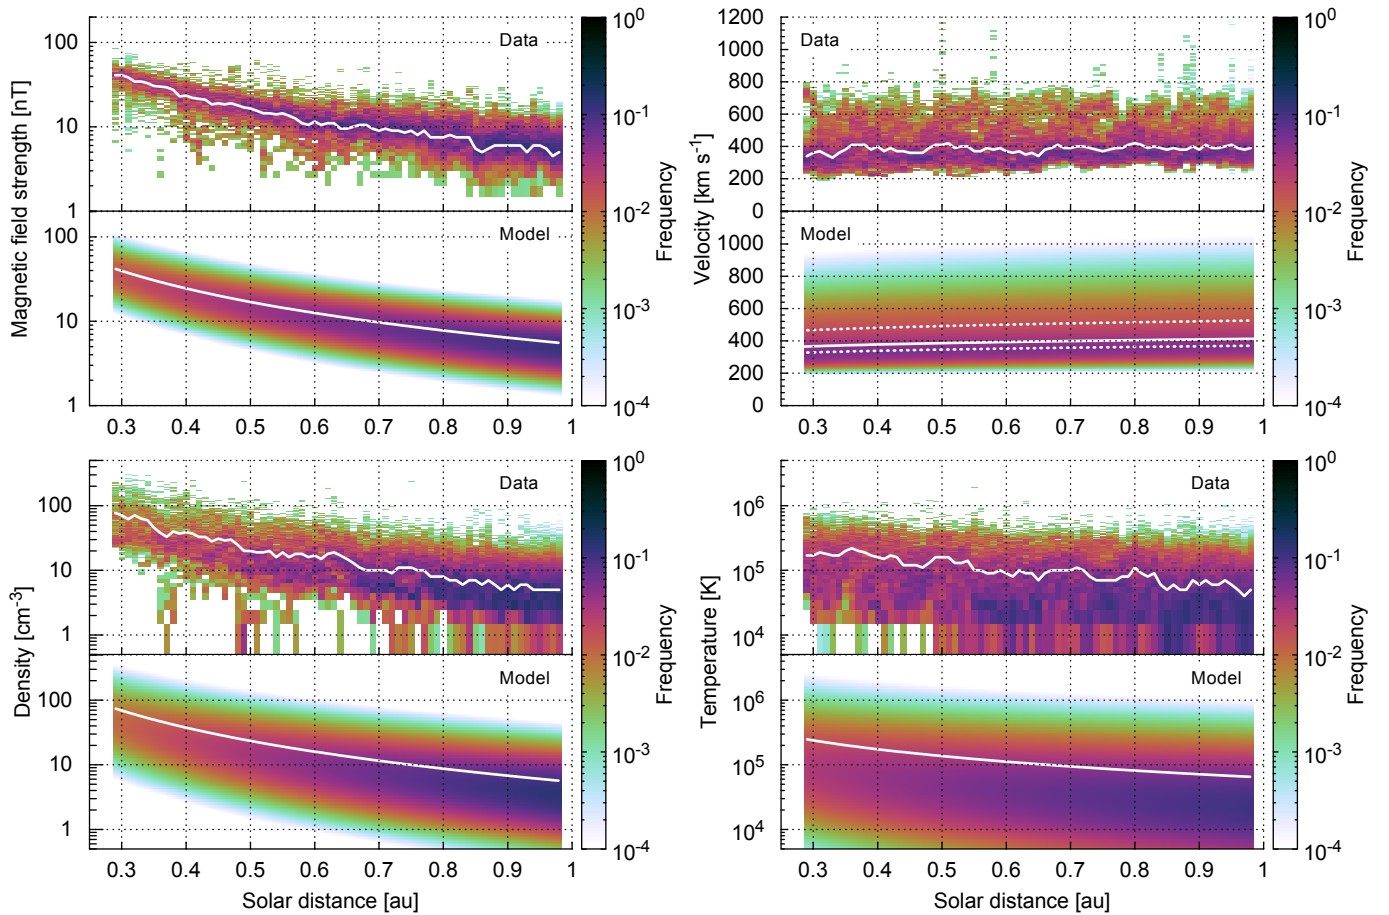 Magnetic field strength [nT]
100
10
1
Data
100
10
1
Model
0.3 0.4 0.5 0.6 0.7 0.8 0.9 1
10^0
10^-1
10^-2
10^-3
10^-4
Frequency
Velocity [km s^-1]
1200
1000
800
600
400
200
0
Data
1000
800
600
400
200
0
Model
0.3 0.4 0.5 0.6 0.7 0.8 0.9 1
10^0
10^-1
10^-2
10^-3
10^-4
Frequency
Density [cm^-3]
100
10
1
Data
100
10
1
Model
0.3 0.4 0.5 0.6 0.7 0.8 0.9 1
Solar distance [au]
10^0
10^-1
10^-2
10^-3
10^-4
Frequency
Temperature [K]
10^6
10^5
10^4
Data
10^6
10^5
10^4
Model
0.3 0.4 0.5 0.6 0.7 0.8 0.9 1
Solar distance [au]
10^0
10^-1
10^-2
10^-3
10^-4
Frequency